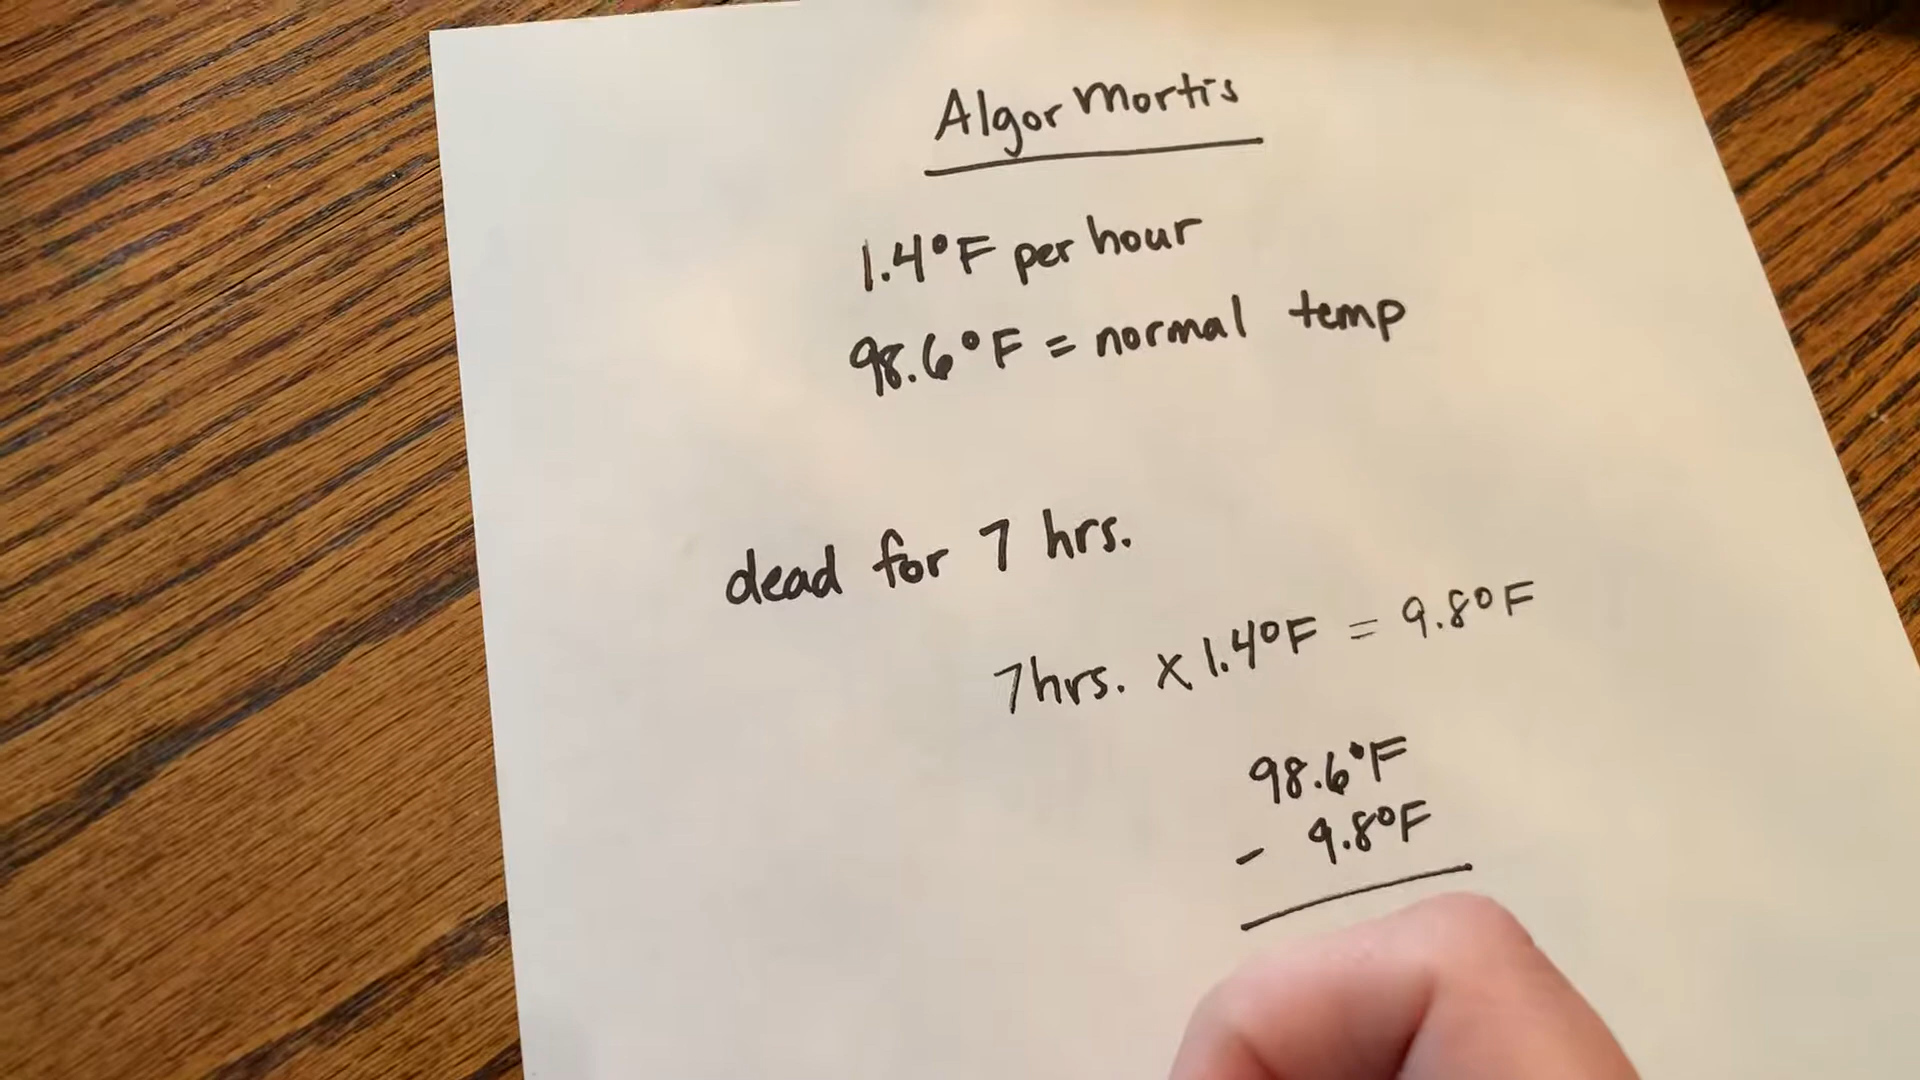 Algor Mortis
1.4°F per hour
98.6°F = normal temp
dead for 7 hrs.
7hrs. x 1.4°F = 9.8°F
98.6°F
- 9.8°F